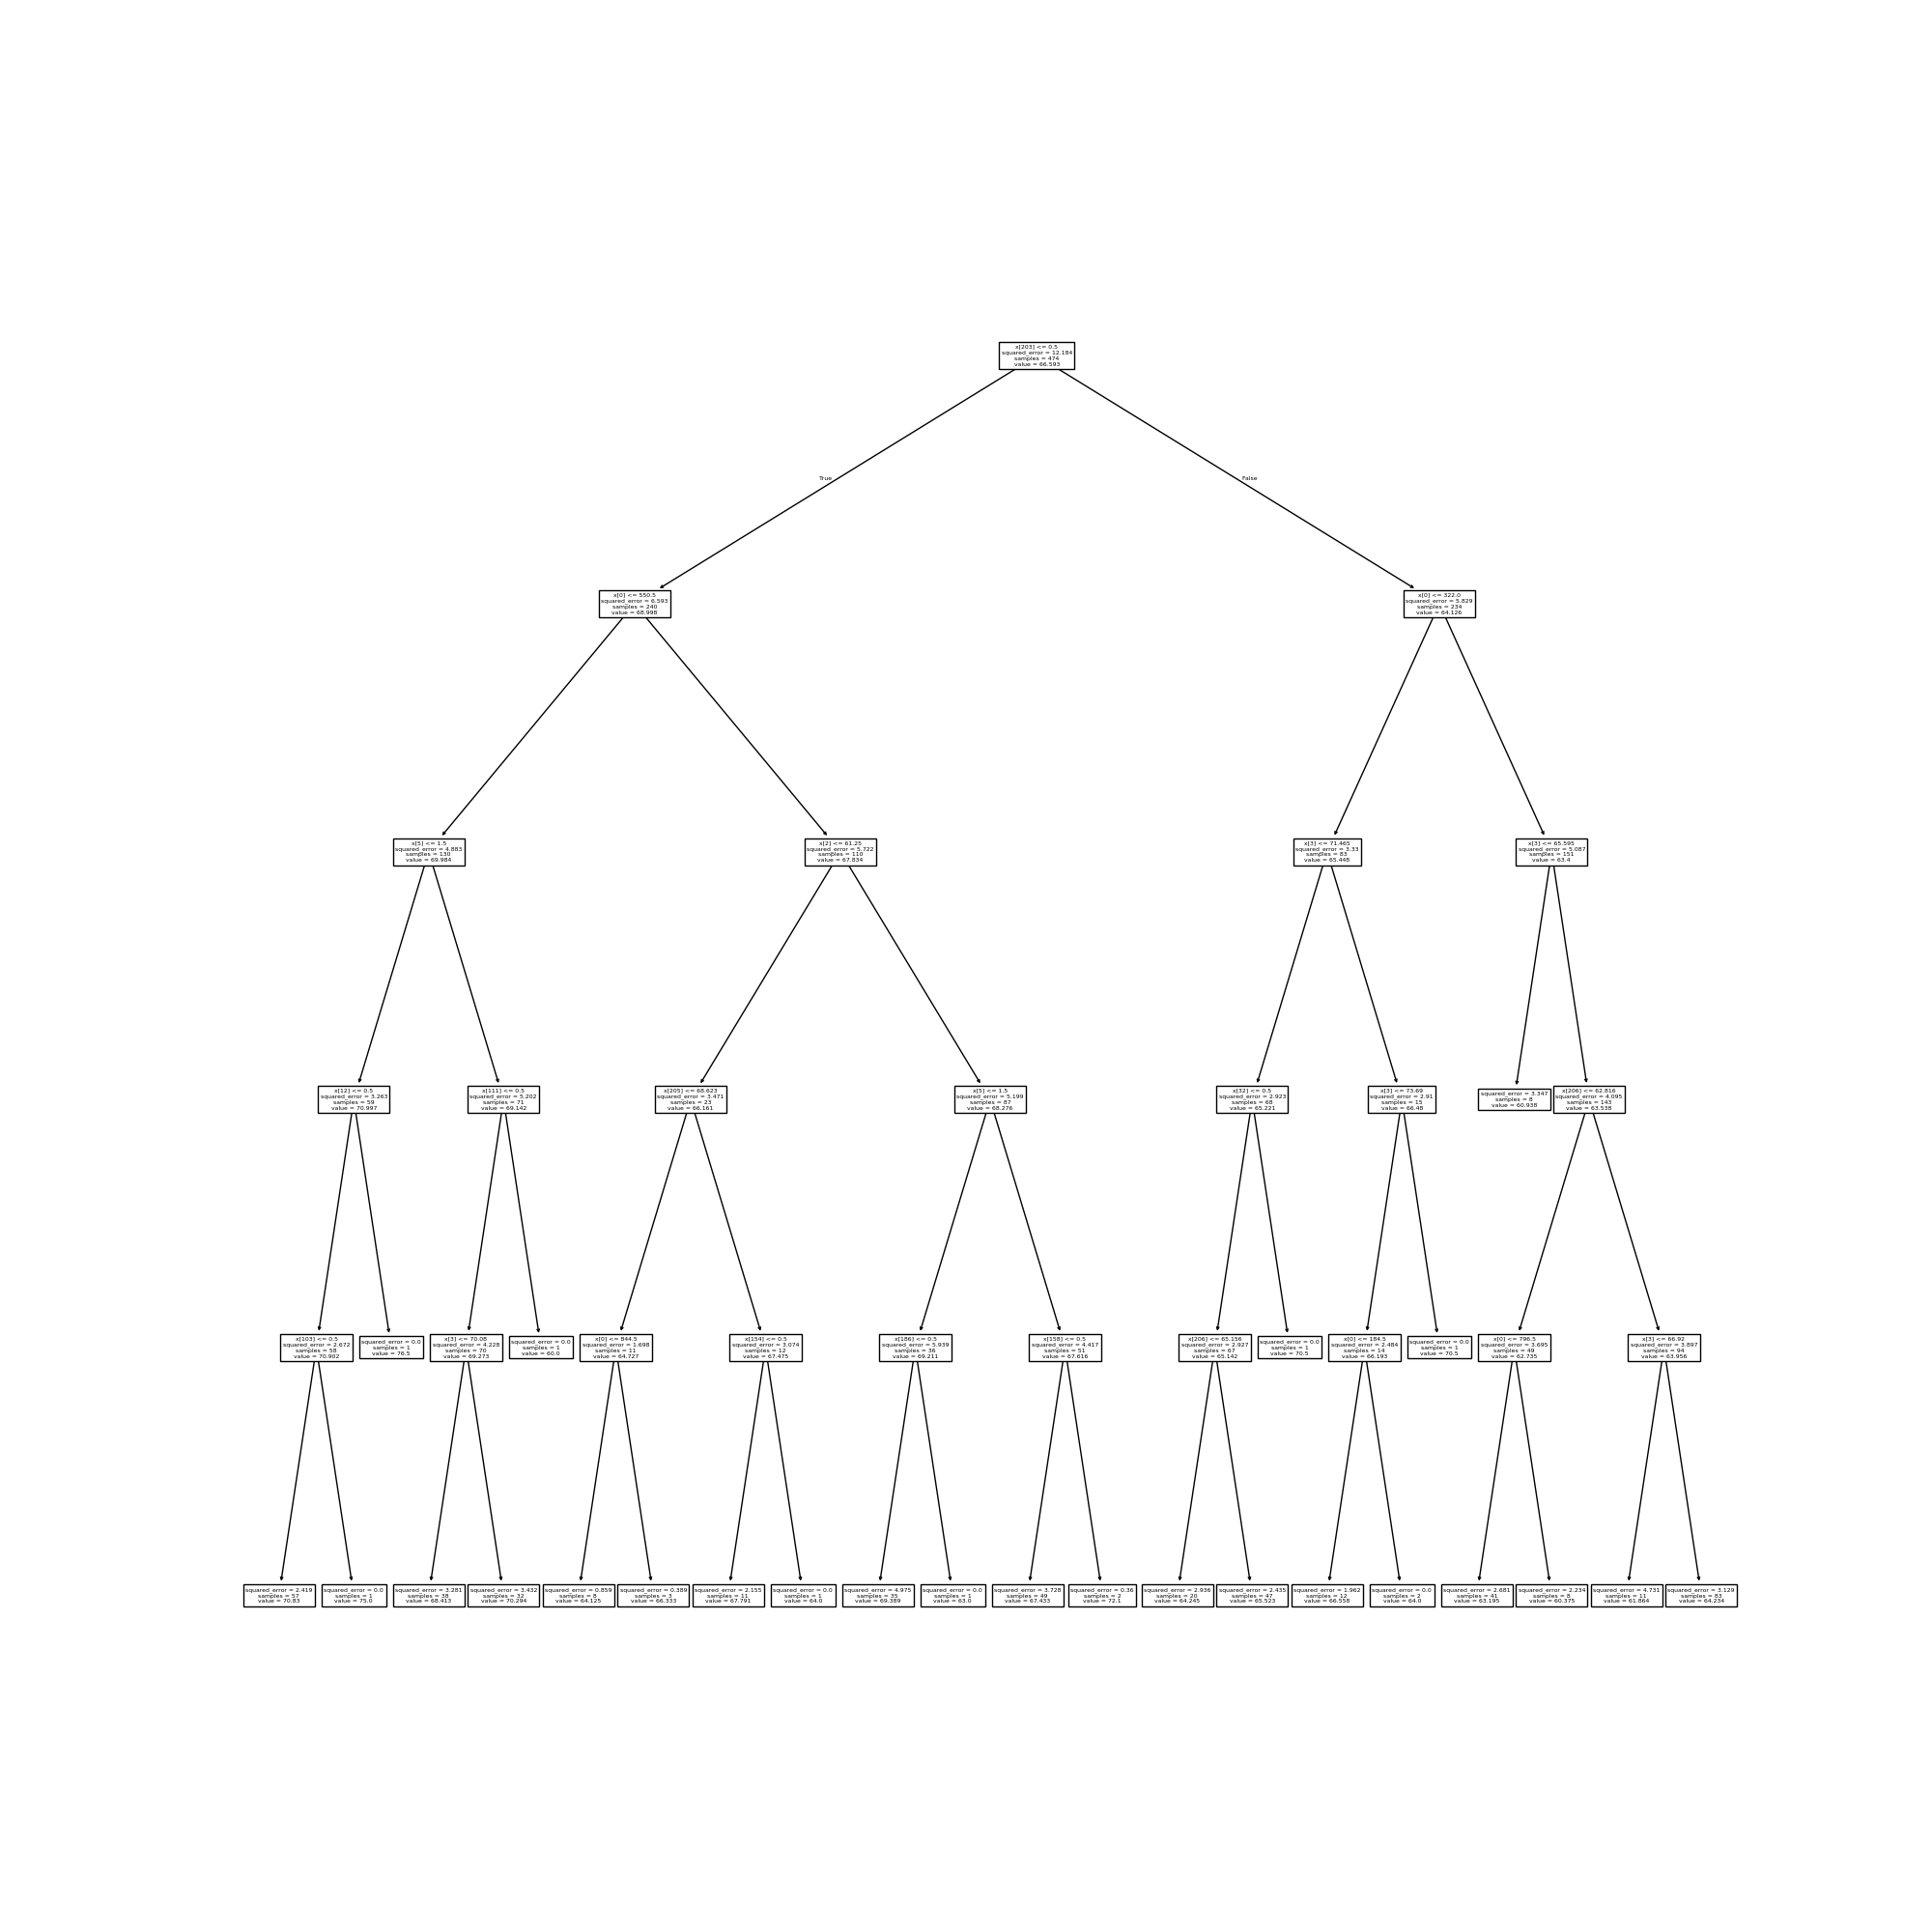 x[203] <= 0.5
squared_error = 12.184
samples = 474
value = 66.593
True
False
x[0] <= 550.5
squared_error = 6.593
samples = 240
value = 68.998
x[0] <= 322.0
squared_error = 5.829
samples = 234
value = 64.126
x[5] <= 1.5
squared_error = 4.883
samples = 130
value = 69.984
x[2] <= 61.25
squared_error = 5.722
samples = 110
value = 67.834
x[3] <= 71.465
squared_error = 3.33
samples = 83
value = 65.448
x[3] <= 65.595
squared_error = 5.087
samples = 151
value = 63.4
x[12] <= 0.5
squared_error = 3.263
samples = 59
value = 70.997
x[111] <= 0.5
squared_error = 5.202
samples = 71
value = 69.142
x[205] <= 68.623
squared_error = 3.471
samples = 23
value = 66.161
x[5] <= 1.5
squared_error = 5.199
samples = 87
value = 68.276
x[32] <= 0.5
squared_error = 2.923
samples = 68
value = 65.221
x[3] <= 73.69
squared_error = 2.91
samples = 15
value = 66.48
squared_error = 3.347
samples = 8
value = 60.938
x[206] <= 62.816
squared_error = 4.095
samples = 143
value = 63.538
x[103] <= 0.5
squared_error = 2.672
samples = 58
value = 70.902
squared_error = 0.0
samples = 1
value = 76.5
x[3] <= 70.08
squared_error = 4.228
samples = 70
value = 69.273
squared_error = 0.0
samples = 1
value = 60.0
x[0] <= 844.5
squared_error = 1.698
samples = 11
value = 64.727
x[154] <= 0.5
squared_error = 3.074
samples = 12
value = 67.475
x[186] <= 0.5
squared_error = 5.939
samples = 36
value = 69.211
x[158] <= 0.5
squared_error = 4.417
samples = 51
value = 67.616
x[206] <= 65.156
squared_error = 2.927
samples = 67
value = 65.142
squared_error = 0.0
samples = 1
value = 70.5
x[0] <= 184.5
squared_error = 2.484
samples = 14
value = 66.193
squared_error = 0.0
samples = 1
value = 70.5
x[0] <= 796.5
squared_error = 3.695
samples = 49
value = 62.735
x[3] <= 66.92
squared_error = 3.897
samples = 94
value = 63.956
squared_error = 2.419
samples = 57
value = 70.83
squared_error = 0.0
samples = 1
value = 75.0
squared_error = 3.281
samples = 38
value = 68.413
squared_error = 3.432
samples = 32
value = 70.294
squared_error = 0.859
samples = 8
value = 64.125
squared_error = 0.389
samples = 3
value = 66.333
squared_error = 2.155
samples = 11
value = 67.791
squared_error = 0.0
samples = 1
value = 64.0
squared_error = 4.975
samples = 35
value = 69.389
squared_error = 0.0
samples = 1
value = 63.0
squared_error = 3.728
samples = 49
value = 67.433
squared_error = 0.36
samples = 2
value = 72.1
squared_error = 2.936
samples = 20
value = 64.245
squared_error = 2.435
samples = 47
value = 65.523
squared_error = 1.962
samples = 12
value = 66.558
squared_error = 0.0
samples = 2
value = 64.0
squared_error = 2.681
samples = 41
value = 63.195
squared_error = 2.234
samples = 8
value = 60.375
squared_error = 4.731
samples = 11
value = 61.864
squared_error = 3.129
samples = 83
value = 64.234